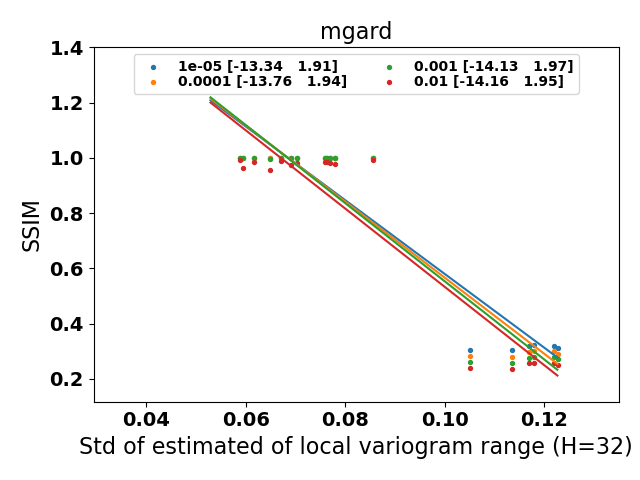 mgard
1e-05 [-13.34 1.91]
0.0001 [-13.76 1.94]
0.001 [-14.13 1.97]
0.01 [-14.16 1.95]
SSIM
1.4
1.2
1.0
0.8
0.6
0.4
0.2
0.04 0.06 0.08 0.10 0.12
Std of estimated of local variogram range (H=32)